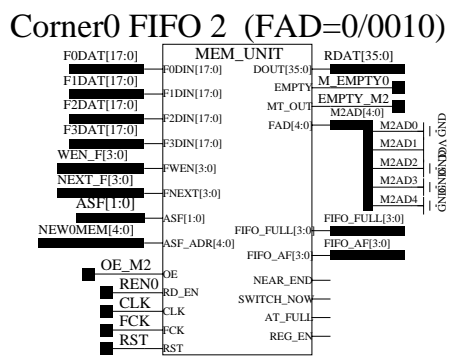 Corner0 FIFO 2 (FAD=0/0010)
MEM_UNIT
F0DAT[17:0] F0DIN[17:0] DOUT[35:0] RDAT[35:0]
F1DAT[17:0] F1DIN[17:0] EMPTY M_EMPTY0
F2DAT[17:0] F2DIN[17:0] MT_OUT EMPTY_M2
F3DAT[17:0] F3DIN[17:0] FAD[4:0] M2AD[4:0]
M2AD0 GND
M2AD1
WEN_F[3:0] FWEN[3:0] M2AD2
NEXT_F[3:0] FNEXT[3:0] M2AD3
ASF[1:0] ASF[1:0] M2AD4 GND
NEW0MEM[4:0] ASF_ADR[4:0] FIFO_FULL[3:0] FIFO_FULL[3:0]
FIFO_AF[3:0] FIFO_AF[3:0]
OE_M2 OE NEAR_END
REN0 RD_EN SWITCH_NOW
CLK CLK AT_FULL
FCK FCK REG_EN
RST RST